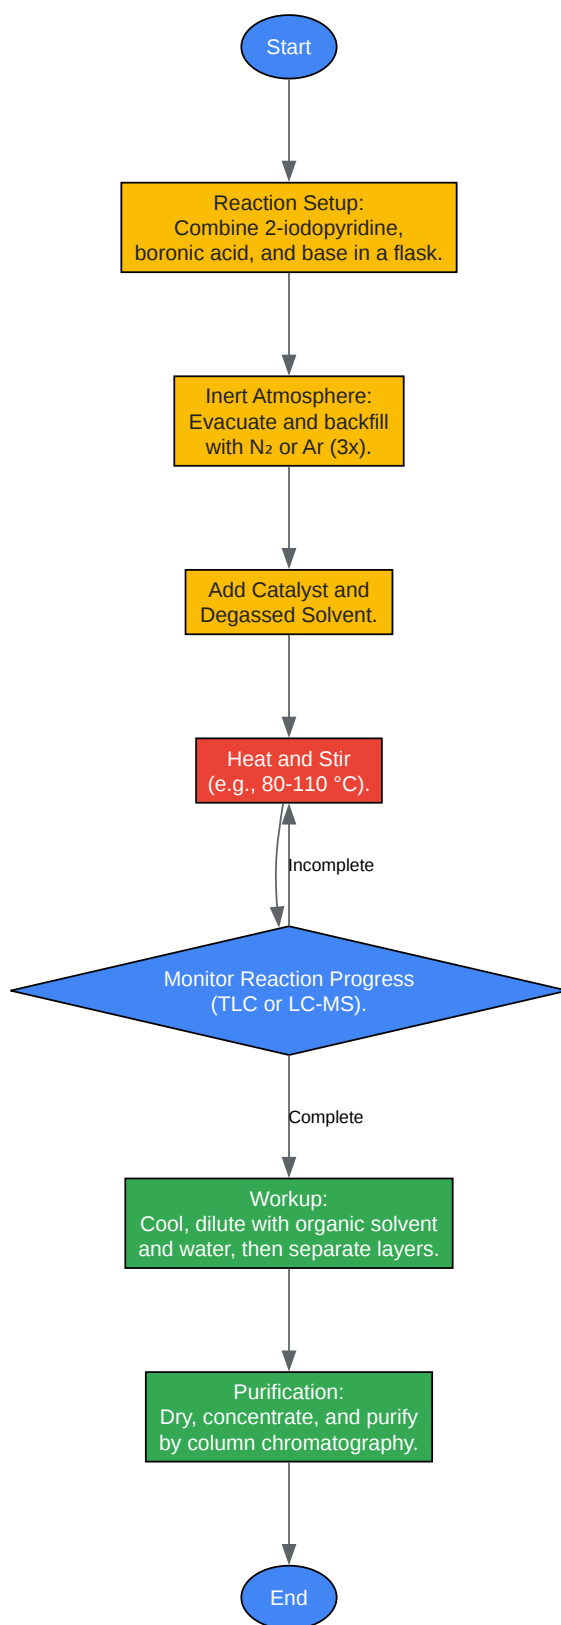 Start
Reaction Setup:
Combine 2-iodopyridine,
boronic acid, and base in a flask.
Inert Atmosphere:
Evacuate and backfill
with N₂ or Ar (3x).
Add Catalyst and
Degassed Solvent.
Heat and Stir
(e.g., 80-110 °C).
Incomplete
Monitor Reaction Progress
(TLC or LC-MS).
Complete
Workup:
Cool, dilute with organic solvent
and water, then separate layers.
Purification:
Dry, concentrate, and purify
by column chromatography.
End